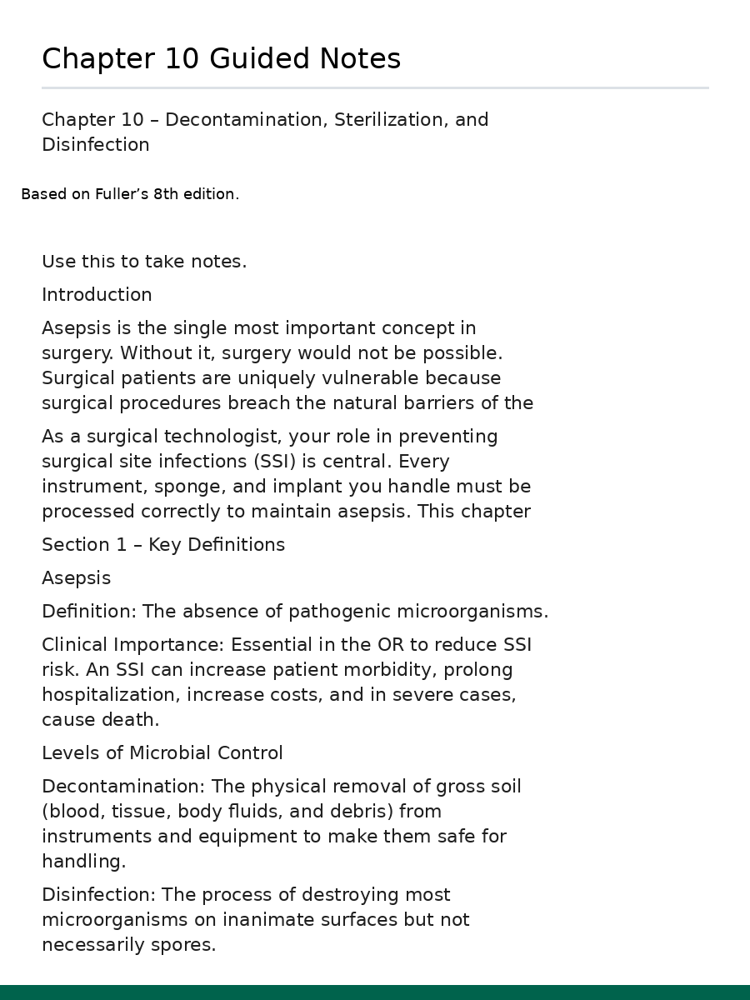 Chapter 10 Guided Notes
Chapter 10 – Decontamination, Sterilization, and
Disinfection
Based on Fuller’s 8th edition.
Use this to take notes.
Introduction
Asepsis is the single most important concept in
surgery. Without it, surgery would not be possible.
Surgical patients are uniquely vulnerable because
surgical procedures breach the natural barriers of the
As a surgical technologist, your role in preventing
surgical site infections (SSI) is central. Every
instrument, sponge, and implant you handle must be
processed correctly to maintain asepsis. This chapter
Section 1 – Key Definitions
Asepsis
Definition: The absence of pathogenic microorganisms.
Clinical Importance: Essential in the OR to reduce SSI
risk. An SSI can increase patient morbidity, prolong
hospitalization, increase costs, and in severe cases,
cause death.
Levels of Microbial Control
Decontamination: The physical removal of gross soil
(blood, tissue, body fluids, and debris) from
instruments and equipment to make them safe for
handling.
Disinfection: The process of destroying most
microorganisms on inanimate surfaces but not
necessarily spores.